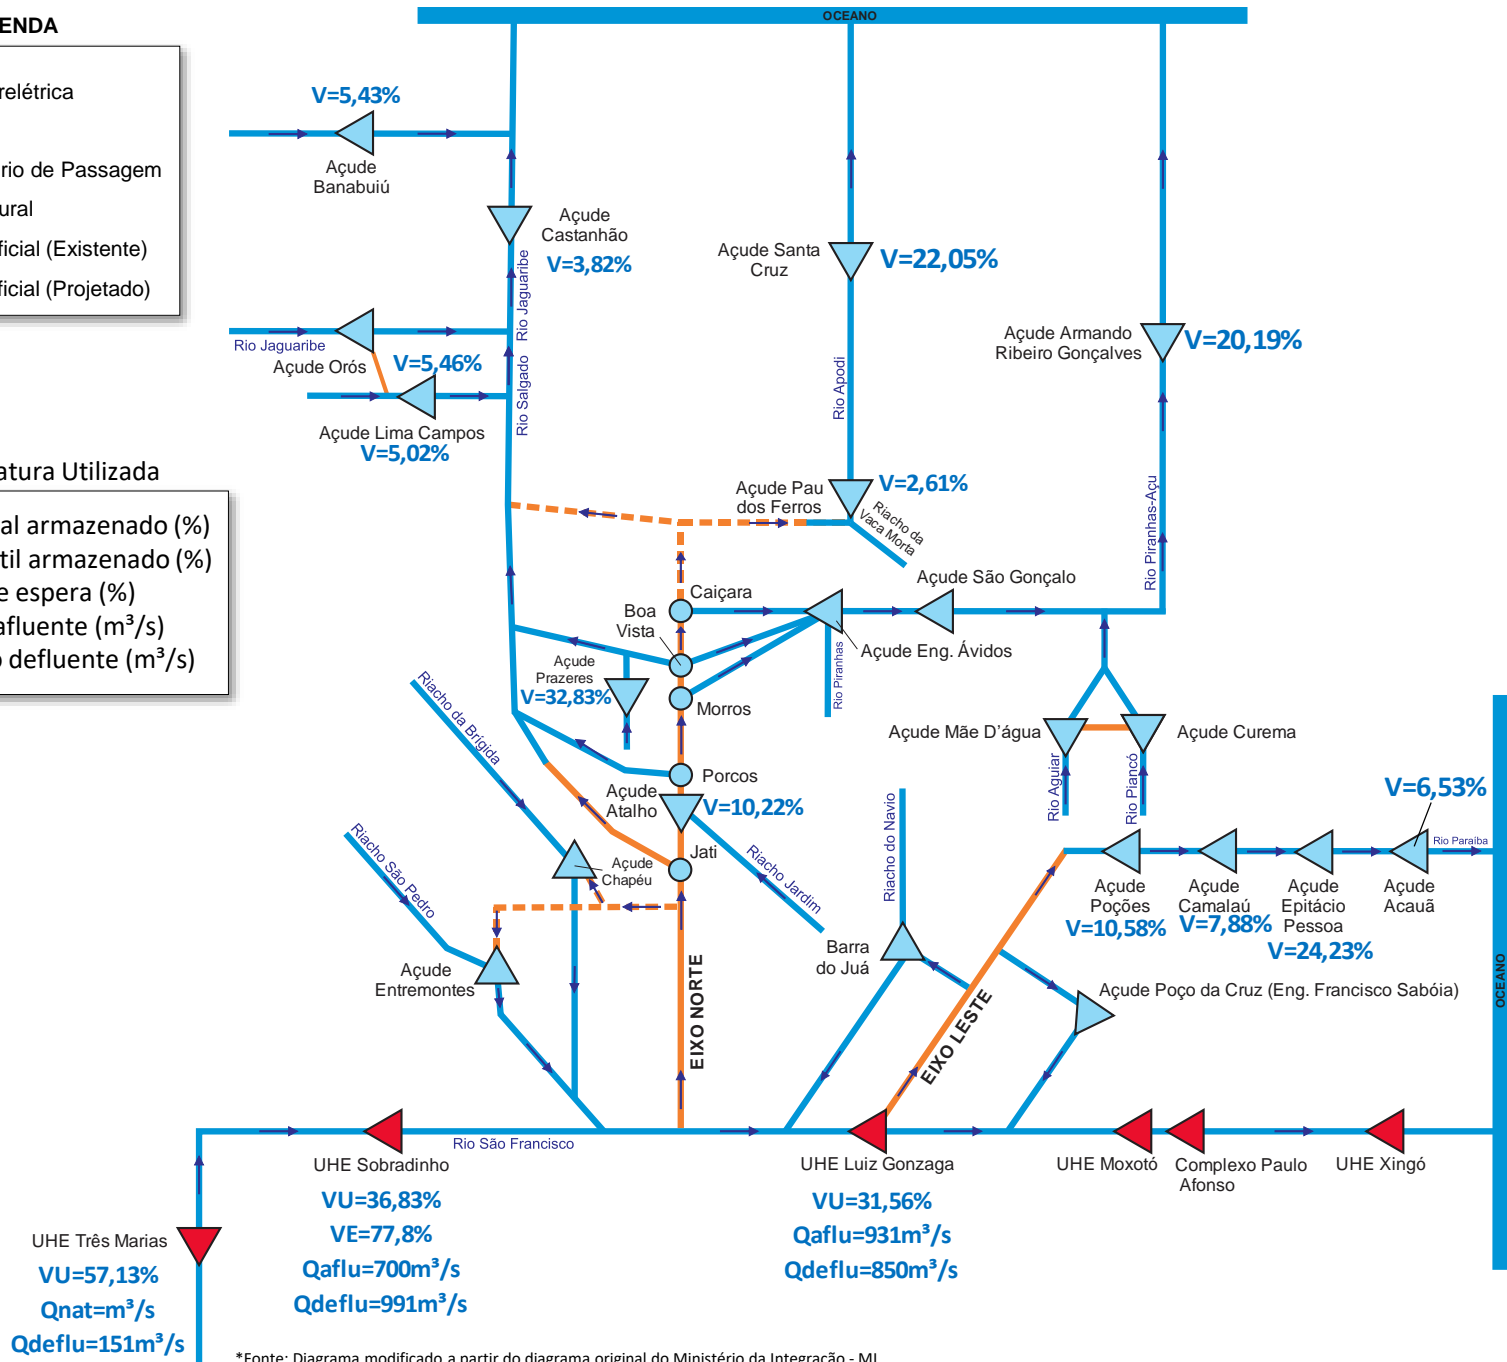 OCEANO
ENDA
relétrica
rio de Passagem
ural
ficial (Existente)
ficial (Projetado)
V=5,43%
Açude
Banabuiú
Açude
Castanhão
V=3,82%
Rio Jaguaribe
Açude Santa
Cruz
V=22,05%
Açude Armando
Ribeiro Gonçalves
V=20,19%
Rio Jaguaribe
Açude Orós
V=5,46%
Rio Salgado
Rio Apodi
Açude Lima Campos
V=5,02%
atura Utilizada
al armazenado (%)
til armazenado (%)
e espera (%)
afluente (m³/s)
o defluente (m³/s)
Açude Pau
dos Ferros
V=2,61%
Riacho da
Vaca Morta
Rio Piranhas-Açu
Açude São Gonçalo
Caiçara
Boa
Vista
Açude Eng. Ávidos
Rio Piranhas
Açude
Prazeres
V=32,83%
Morros
Riacho da Brígida
Açude Mãe D'água
Açude Curema
Rio Aguiar
Rio Piancó
Porcos
Açude
Atalho
V=10,22%
V=6,53%
Riacho do Navio
Rio Paraíba
Jati
Açude
Chapéu
Riacho Jardim
Riacho São Pedro
Açude
Poções
V=10,58%
Açude
Camalaú
V=7,88%
Açude
Epitácio
Pessoa
V=24,23%
Açude
Acauã
Barra
do Juá
Açude
Entremontes
Açude Poço da Cruz (Eng. Francisco Sabóia)
OCEANO
EIXO NORTE
EIXO LESTE
Rio São Francisco
UHE Sobradinho
VU=36,83%
VE=77,8%
Qaflu=700m³/s
Qdeflu=991m³/s
UHE Luiz Gonzaga
VU=31,56%
Qaflu=931m³/s
Qdeflu=850m³/s
UHE Moxotó
Complexo Paulo
Afonso
UHE Xingó
UHE Três Marias
VU=57,13%
Qnat=m³/s
Qdeflu=151m³/s
*Fonte: Diagrama modificado a partir do diagrama original do Ministério da Integração - MI